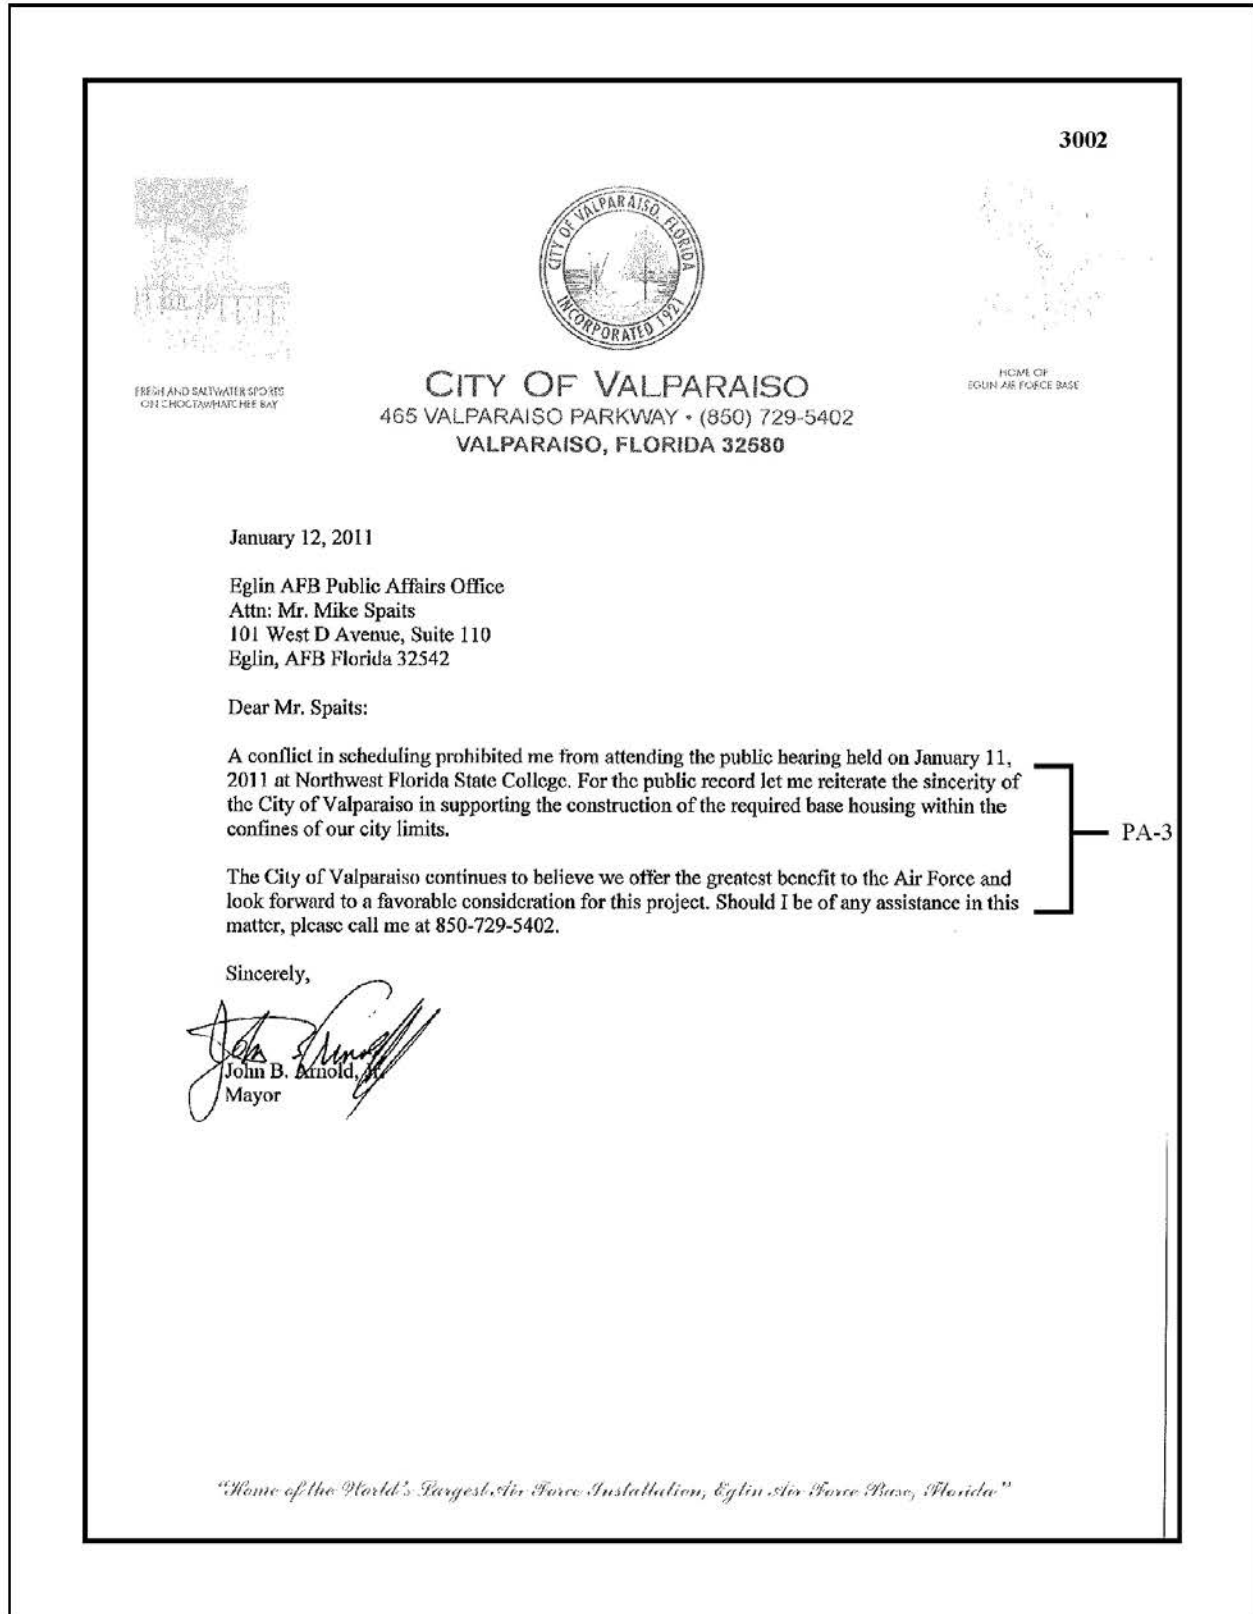 3002
CITY OF VALPARAISO, FLORIDA
INCORPORATED 1921
FRESH AND SALTWATER SPORTS
ON CHOCTAWHATCHEE BAY
HOME OF
EGLIN AIR FORCE BASE
CITY OF VALPARAISO
465 VALPARAISO PARKWAY • (850) 729-5402
VALPARAISO, FLORIDA 32580
January 12, 2011
Eglin AFB Public Affairs Office
Attn: Mr. Mike Spaits
101 West D Avenue, Suite 110
Eglin, AFB Florida 32542
Dear Mr. Spaits:
A conflict in scheduling prohibited me from attending the public hearing held on January 11,
2011 at Northwest Florida State College. For the public record let me reiterate the sincerity of
the City of Valparaiso in supporting the construction of the required base housing within the
confines of our city limits.
PA-3
The City of Valparaiso continues to believe we offer the greatest benefit to the Air Force and
look forward to a favorable consideration for this project. Should I be of any assistance in this
matter, please call me at 850-729-5402.
Sincerely,
John B. Arnold, Jr.
Mayor
"Home of the World's Largest Air Force Installation, Eglin Air Force Base, Florida"